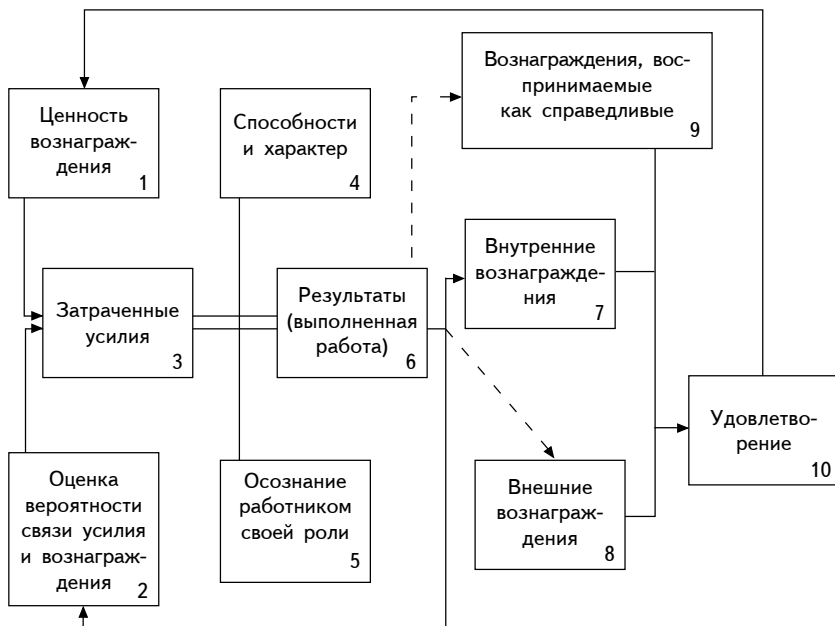 Ценность
вознаграж-
дения
1
Оценка
вероятности
связи усилия
и вознаграж-
дения
2
Затраченные
усилия
3
Способности
и характер
4
Осознание
работником
своей роли
5
Результаты
(выполненная
работа)
6
Внутренние
вознагражде-
ния
7
Внешние
вознаграж-
дения
8
Вознаграждения, вос-
принимаемые
как справедливые
9
Удовлетво-
рение
10